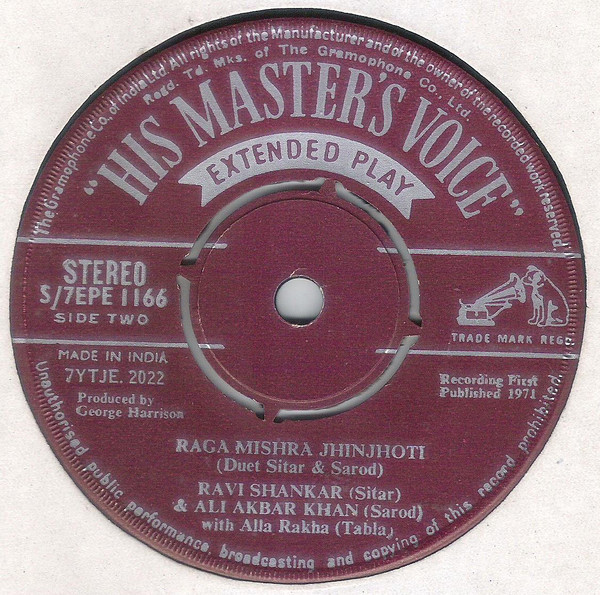 The Gramophone Co. of India Ltd. All rights of the Manufacturer and of the owner of the recorded work reserved.
Regd. Td. Mks. of The Gramophone Co., Ltd.
"HIS MASTER'S VOICE"
EXTENDED PLAY
STEREO
S/7EPE 1166
SIDE TWO
TRADE MARK REGD
MADE IN INDIA
7YTJE. 2022
Produced by
George Harrison
Recording First
Published 1971
RAGA MISHRA JHINJHOTI
(Duet Sitar & Sarod)
RAVI SHANKAR (Sitar)
& ALI AKBAR KHAN (Sarod)
with Alla Rakha (Tabla)
Unauthorised public performance, broadcasting and copying of this record prohibited.